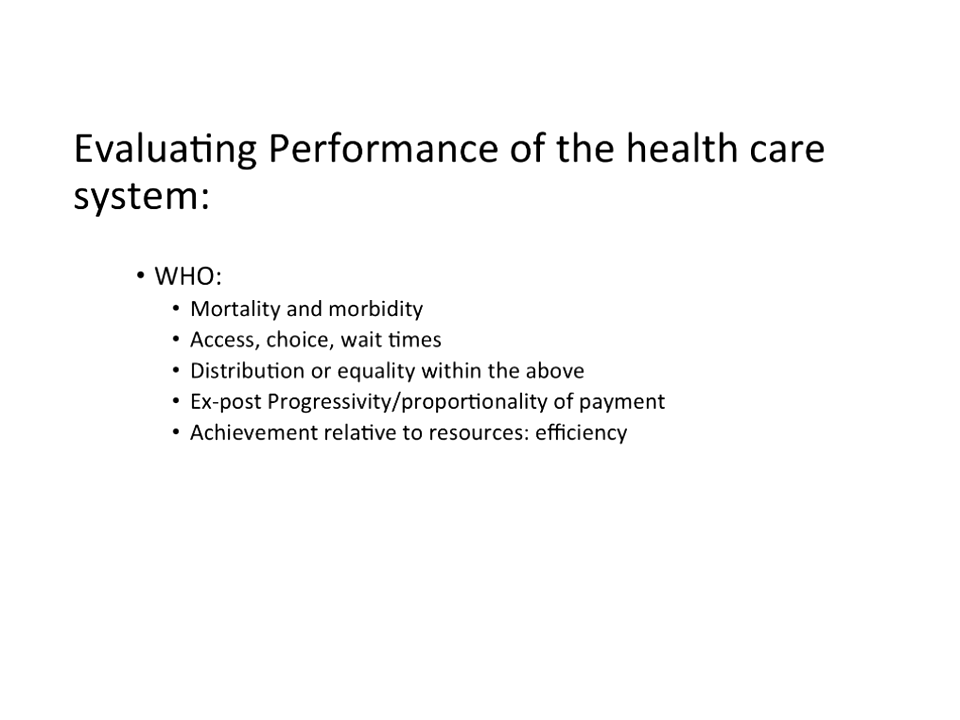 Evaluating Performance of the health care
system:
• WHO:
• Mortality and morbidity
• Access, choice, wait times
• Distribution or equality within the above
• Ex-post Progressivity/proportionality of payment
• Achievement relative to resources: efficiency